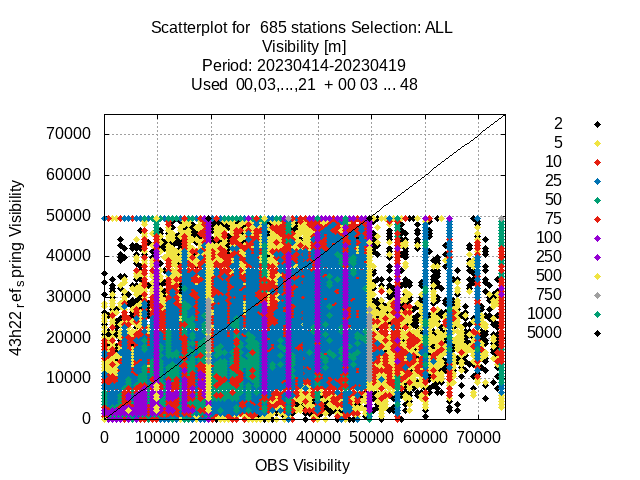 Scatterplot for  685 stations Selection: ALL
Visibility [m]
Period: 20230414-20230419
Used  00,03,...,21  + 00 03 ... 48
43h22refspring Visibility
70000
60000
50000
40000
30000
20000
10000
0
0 10000 20000 30000 40000 50000 60000 70000
OBS Visibility
2
5
10
25
50
75
100
250
500
750
1000
5000